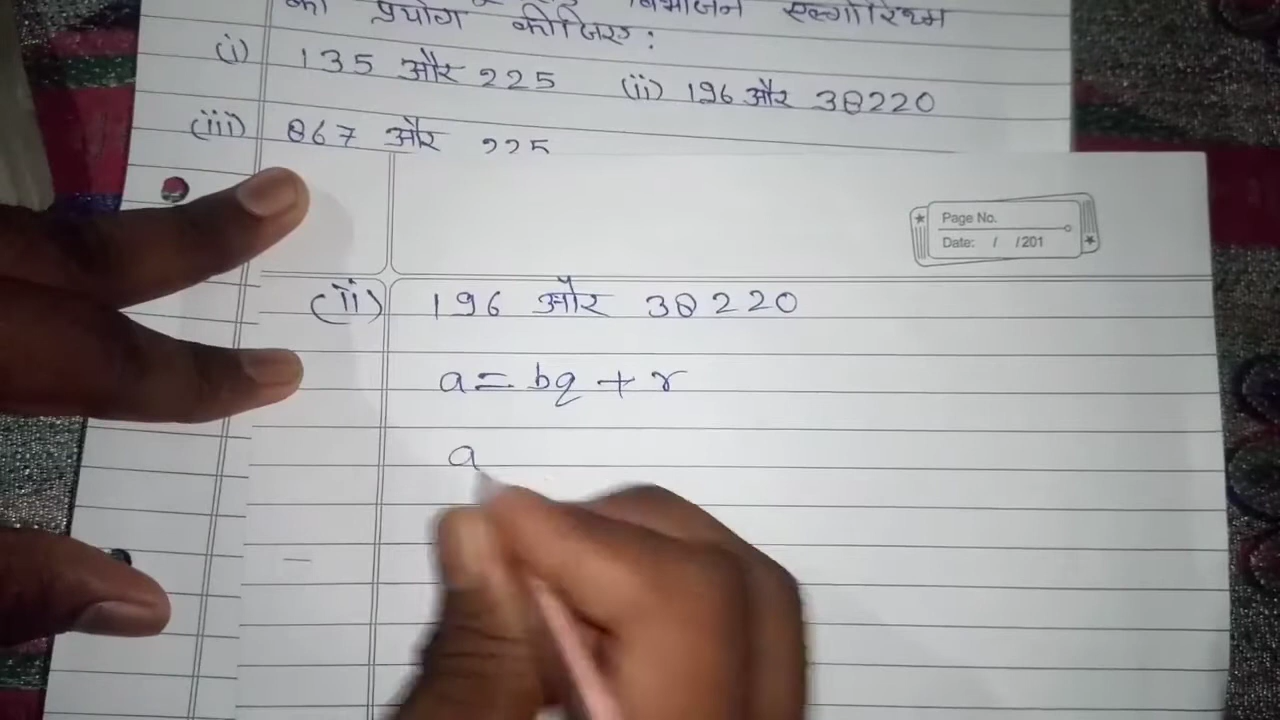 का प्रयोग कीजिए: विभाजन एल्गोरिथ्म
(i) 135 और 225 (ii) 196 और 38220
(iii) 867 और 225
Page No.
Date: / /201
(ii) 196 और 38220
a = bq + r
a